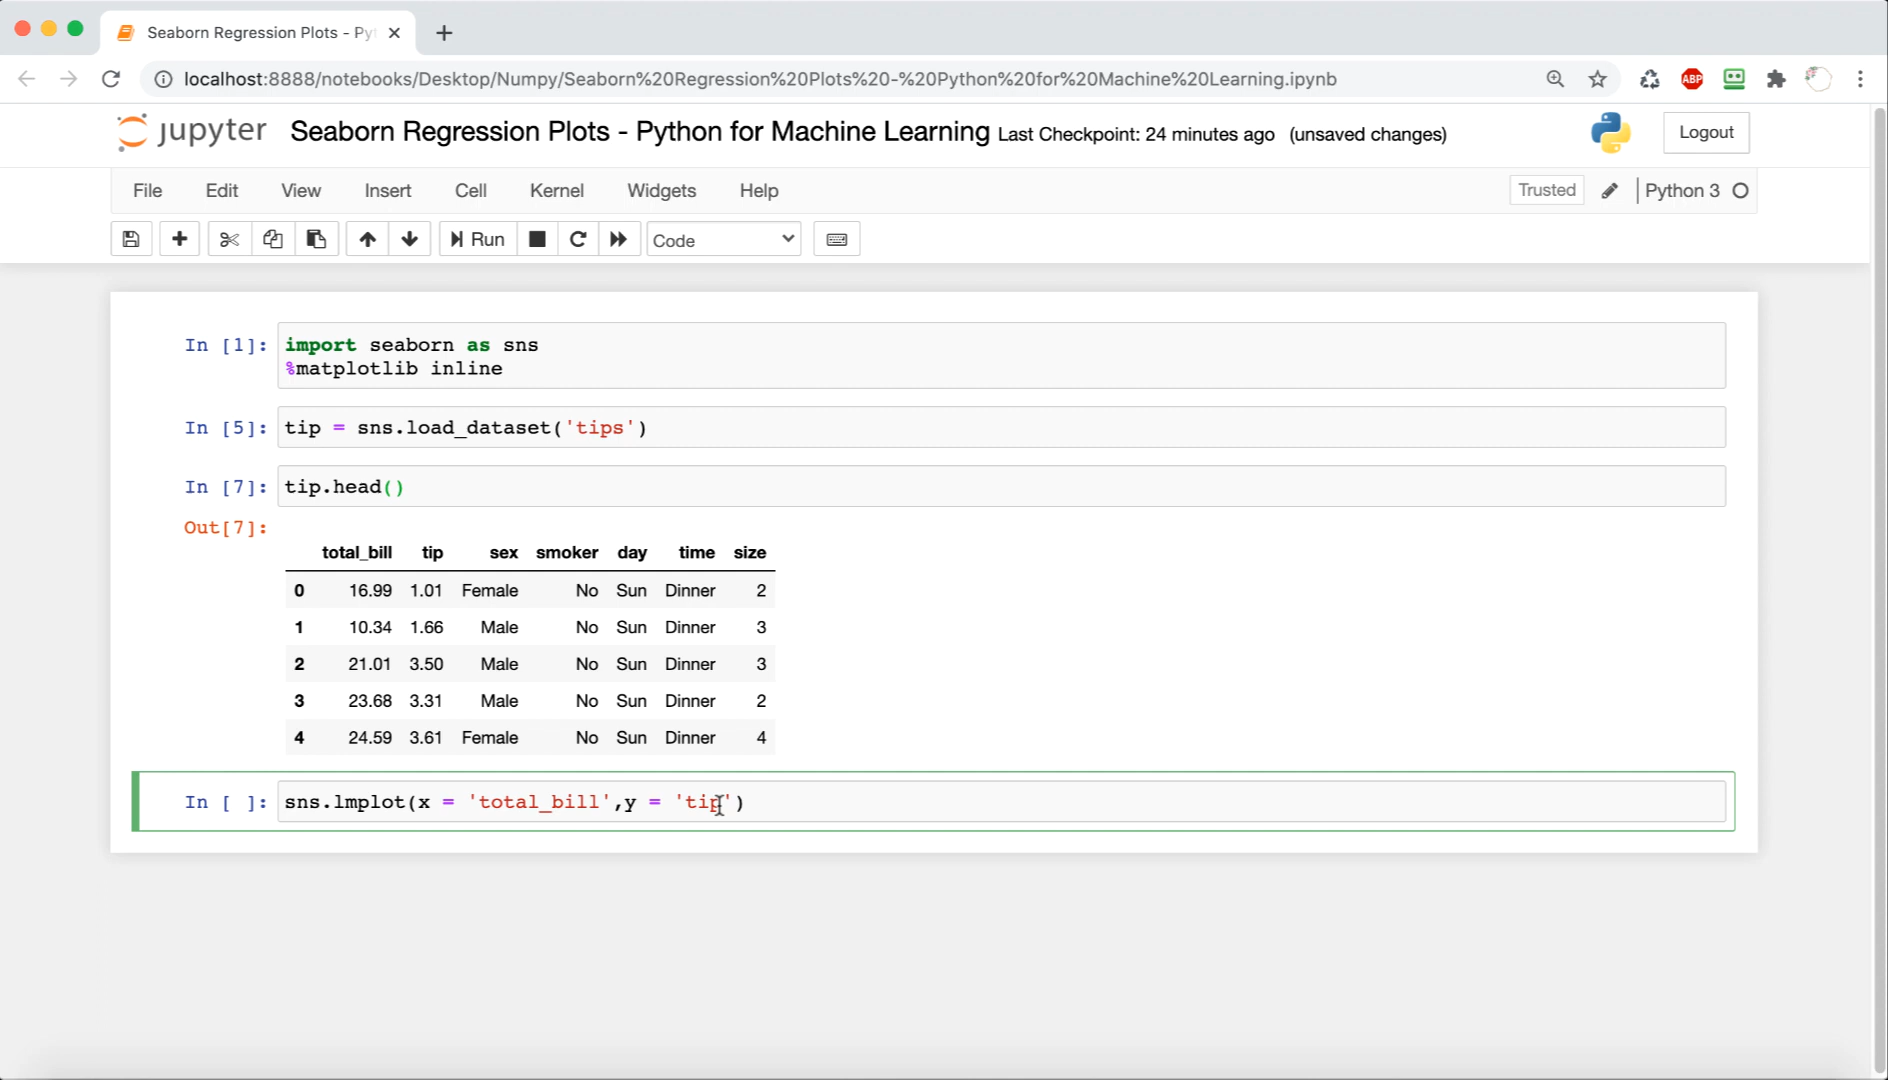 Seaborn Regression Plots - Py
localhost:8888/notebooks/Desktop/Numpy/Seaborn%20Regression%20Plots%20-%20Python%20for%20Machine%20Learning.ipynb
ABP
jupyter Seaborn Regression Plots - Python for Machine Learning Last Checkpoint: 24 minutes ago (unsaved changes)
Logout
File Edit View Insert Cell Kernel Widgets Help
Trusted Python 3
Run Code
In [1]: import seaborn as sns
%matplotlib inline
In [5]: tip = sns.load_dataset('tips')
In [7]: tip.head()
Out[7]:
total_bill tip sex smoker day time size
0 16.99 1.01 Female No Sun Dinner 2
1 10.34 1.66 Male No Sun Dinner 3
2 21.01 3.50 Male No Sun Dinner 3
3 23.68 3.31 Male No Sun Dinner 2
4 24.59 3.61 Female No Sun Dinner 4
In [ ]: sns.lmplot(x = 'total_bill',y = 'tip')